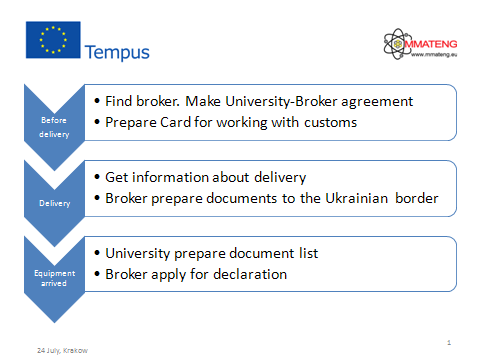 Tempus
MMATENG
www.mmateng.eu
Before
delivery
• Find broker. Make University-Broker agreement
• Prepare Card for working with customs
Delivery
• Get information about delivery
• Broker prepare documents to the Ukrainian border
Equipment
arrived
• University prepare document list
• Broker apply for declaration
24 July, Krakow
1